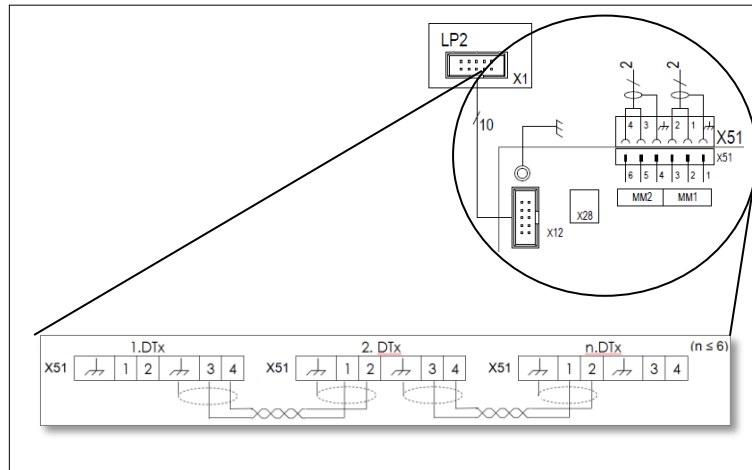 LP2
X1
10
2 2
4 3 2 1
X51
X51
6 5 4 3 2 1
MM2 MM1
X28
X12
1.DTx 2. DTx n.DTx (n ≤ 6)
X51 1 2 3 4 X51 1 2 3 4 X51 1 2 3 4